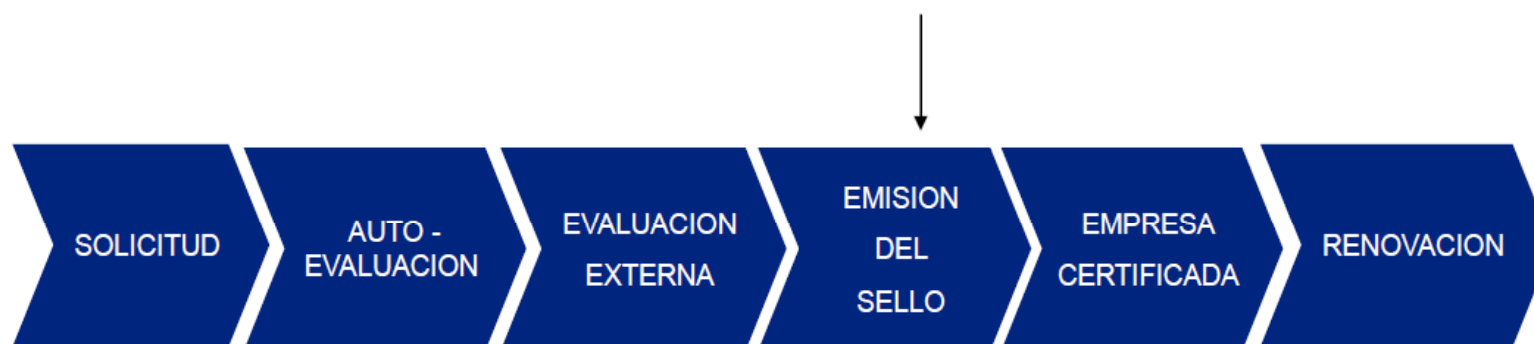 SOLICITUD
AUTO -
EVALUACION
EVALUACION
EXTERNA
EMISION
DEL
SELLO
EMPRESA
CERTIFICADA
RENOVACION